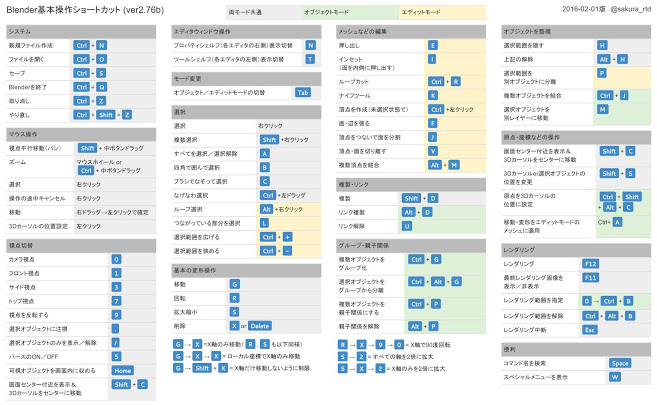 Blender基本操作ショートカット (ver2.76b)
両モード共通
オブジェクトモード
エディットモード
2016-02-01版 @sakura_rtd
システム
新規ファイル作成 Ctrl + N
ファイルを開く Ctrl + O
セーブ Ctrl + S
Blenderを終了 Ctrl + Q
取り消し Ctrl + Z
やり直し Ctrl + Shift + Z
マウス操作
視点平行移動(パン) Shift + 中ボタンドラッグ
ズーム マウスホイール or
Ctrl + 中ボタンドラッグ
選択 右クリック
操作の途中キャンセル 右クリック
移動 右ドラッグ→左クリックで確定
3Dカーソルの位置設定 左クリック
視点切替
カメラ視点 0
フロント視点 1
サイド視点 3
トップ視点 7
視点を反転する 9
選択オブジェクトに注視 .
選択オブジェクトのみを表示／解除 /
パースのON／OFF 5
可視オブジェクトを画面内に収める Home
画面センター付近を表示&
3Dカーソルをセンターに移動 Shift + C
エディタウィンドウ操作
プロパティシェルフ(各エディタの右側)表示切替 N
ツールシェルフ(各エディタの左側)表示切替 T
モード変更
オブジェクト／エディットモードの切替 Tab
選択
選択 右クリック
複数選択 Shift +右クリック
すべてを選択／選択解除 A
四角で囲んで選択 B
ブラシでなぞって選択 C
なげなわ選択 Ctrl +左ドラッグ
ループ選択 Alt +右クリック
つながっている部分を選択 L
選択範囲を広げる Ctrl + +
選択範囲を狭める Ctrl + −
基本の変形操作
移動 G
回転 R
拡大縮小 S
削除 X or Delete
G → X =X軸のみ移動( R S も以下同様)
G → X → X = ローカル座標でX軸のみ移動
G → Shift + X = X軸だけ移動しないように制限
メッシュなどの編集
押し出し E
インセット
(面を内側に押し出す) I
ループカット Ctrl + R
ナイフツール K
頂点を作成(未選択状態で) Ctrl +左クリック
面・辺を張る F
頂点をつないで面を分割 J
頂点・面を切り離す V
複数頂点を結合 Alt + M
複製・リンク
複製 Shift + D
リンク複製 Alt + D
リンク解除 U
グループ・親子関係
複数オブジェクトを
グループ化 Ctrl + G
選択オブジェクトを
グループから分離 Ctrl + Alt + G
複数オブジェクトを
親子関係にする Ctrl + P
親子関係を解除 Alt + P
R → X → 9 → 0 = X軸で90度回転
S → 2 = すべての軸を2倍に拡大
S → X → 2 = X軸のみを2倍に拡大
オブジェクトを整理
選択範囲を隠す H
上記の解除 Alt + H
選択範囲を
別オブジェクトに分離 P
複数オブジェクトを結合 Ctrl + J
選択オブジェクトを
別レイヤーに移動 M
原点・座標などの操作
画面センター付近を表示&
3Dカーソルをセンターに移動 Shift + C
3Dカーソルor選択オブジェクトの
位置を変更 Shift + S
原点を3Dカーソルの
位置に設定 Ctrl + Shift
+ Alt + C
移動・変形をエディットモードの
メッシュに適用 Ctrl+ A
レンダリング
レンダリング F12
最終レンダリング画像を
表示／非表示 F11
レンダリング範囲を指定 0 → Ctrl + B
レンダリング範囲を解除 Ctrl + Alt + B
レンダリング中断 Esc
便利
コマンド名を検索 Space
スペシャルメニューを表示 W